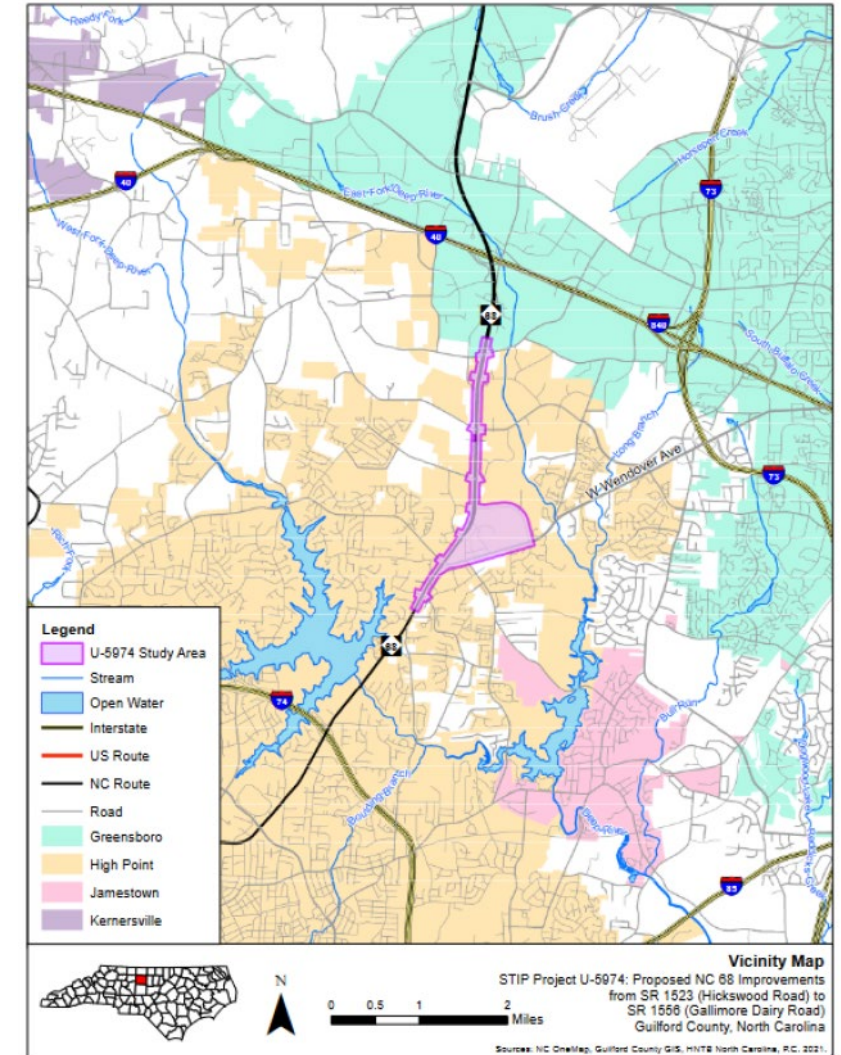 Reedy Fork
Brush Creek
Horsepen Creek
40
73
East Fork Deep River
West Fork Deep River
40
68
840
South Buffalo Creek
Long Branch
W Wendover Ave
73
Rich Fork
Legend
U-5974 Study Area
Stream
Open Water
Interstate
US Route
NC Route
Road
Greensboro
High Point
Jamestown
Kernersville
68
74
Bull Run
Boulding Branch
Deep River
85
N
0 0.5 1 2
Miles
Vicinity Map
STIP Project U-5974: Proposed NC 68 Improvements
from SR 1523 (Hickswood Road) to
SR 1556 (Gallimore Dairy Road)
Guilford County, North Carolina
Sources: NC OneMap, Guilford County GIS, HNTB North Carolina, P.C. 2021.